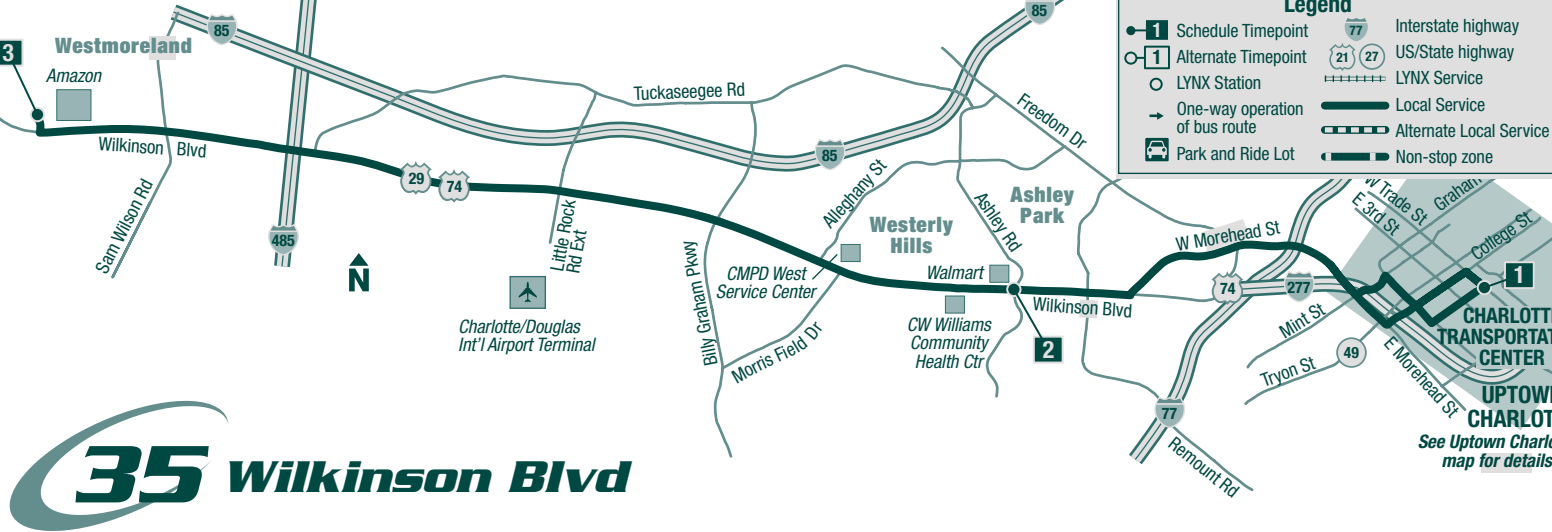 Legend
1 Schedule Timepoint
1 Alternate Timepoint
LYNX Station
One-way operation
of bus route
Park and Ride Lot
77 Interstate highway
21 27 US/State highway
LYNX Service
Local Service
Alternate Local Service
Non-stop zone
85
85
3
Westmoreland
Amazon
Wilkinson Blvd
Sam Wilson Rd
485
N
29
74
Tuckaseegee Rd
Little Rock
Rd Ext
Charlotte/Douglas
Int'l Airport Terminal
85
Freedom Dr
Alleghany St
Billy Graham Pkwy
CMPD West
Service Center
Morris Field Dr
Westerly
Hills
Ashley Rd
Ashley
Park
Walmart
CW Williams
Community
Health Ctr
Wilkinson Blvd
2
W Morehead St
74
277
77
Remount Rd
W Trade St
E 3rd St
Graham
College St
Mint St
Tryon St
49
E Morehead St
1
CHARLOTT
TRANSPORTAT
CENTER
UPTOW
CHARLOT
See Uptown Charlo
map for details
35 Wilkinson Blvd